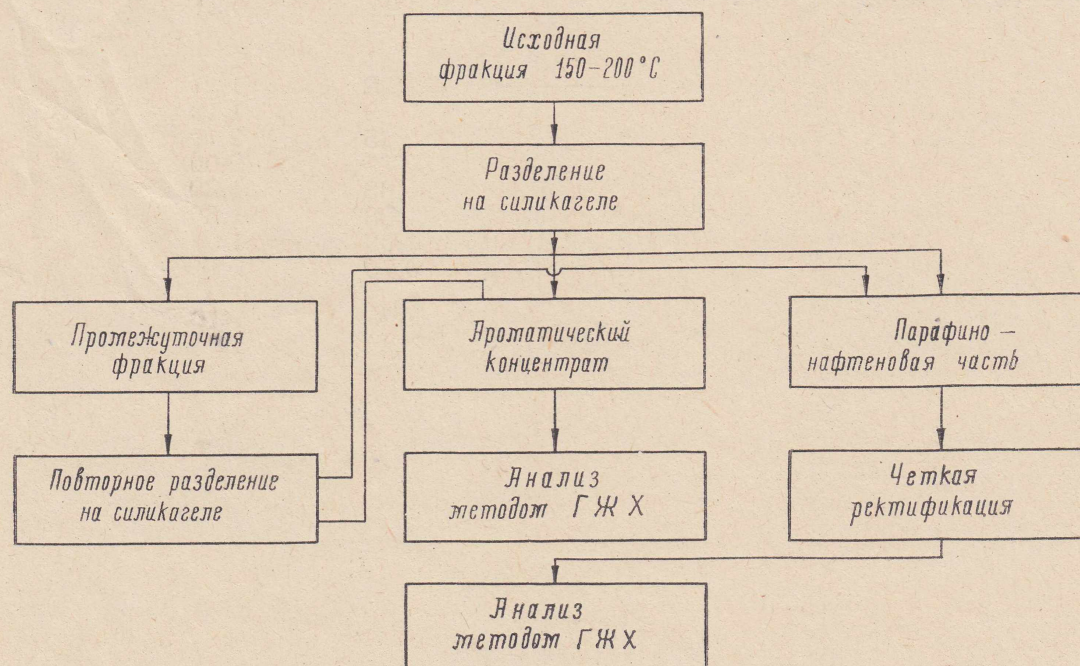 Исходная
фракция 150-200°С
Разделение
на силикагеле
Промежуточная
фракция
Ароматический
концентрат
Парафино -
нафтеновая часть
Повторное разделение
на силикагеле
Анализ
методом ГЖХ
Четкая
ректификация
Анализ
методом ГЖХ